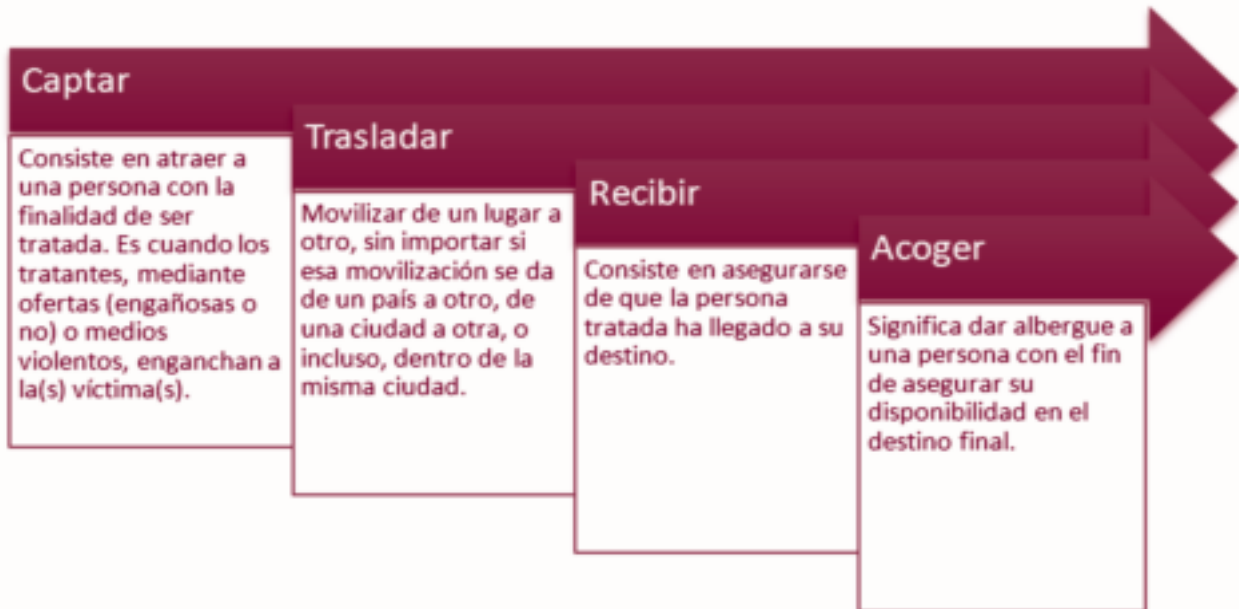 Captar
Consiste en atraer a
una persona con la
finalidad de ser
tratada. Es cuando los
tratantes, mediante
ofertas (engañosas o
no) o medios
violentos, enganchan a
la(s) víctima(s).
Trasladar
Movilizar de un lugar a
otro, sin importar si
esa movilización se da
de un país a otro, de
una ciudad a otra, o
incluso, dentro de la
misma ciudad.
Recibir
Consiste en asegurarse
de que la persona
tratada ha llegado a su
destino.
Acoger
Significa dar albergue a
una persona con el fin
de asegurar su
disponibilidad en el
destino final.